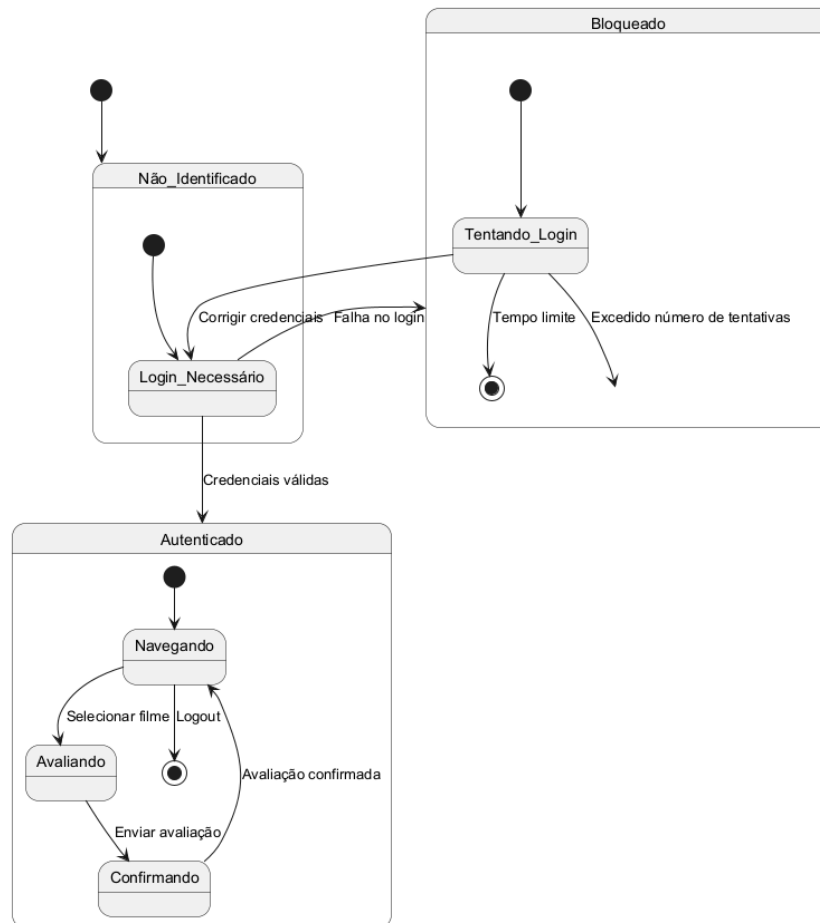 Bloqueado
Não_Identificado
Tentando_Login
Corrigir credenciais
Falha no login
Tempo limite
Excedido número de tentativas
Login_Necessário
Credenciais válidas
Autenticado
Navegando
Selecionar filme
Logout
Avaliando
Avaliação confirmada
Enviar avaliação
Confirmando